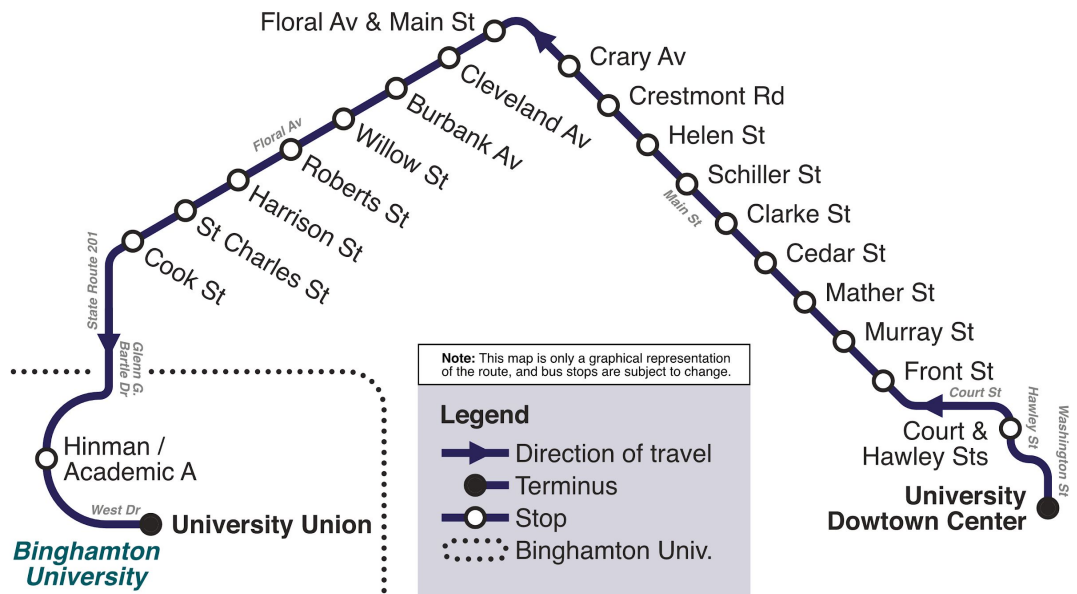 Floral Av & Main St
Crary Av
Cleveland Av
Crestmont Rd
Burbank Av
Helen St
Willow St
Floral Av
Roberts St
Schiller St
Main St
Harrison St
Clarke St
St Charles St
Cedar St
Cook St
State Route 201
Mather St
Murray St
Glenn G.
Bartle Dr
Note: This map is only a graphical representation
of the route, and bus stops are subject to change.
Front St
Court St
Hawley St
Washington St
Legend
Court &
Hawley Sts
Hinman /
Academic A
Direction of travel
Terminus
University
Dowtown Center
West Dr
University Union
Stop
Binghamton Univ.
Binghamton
University